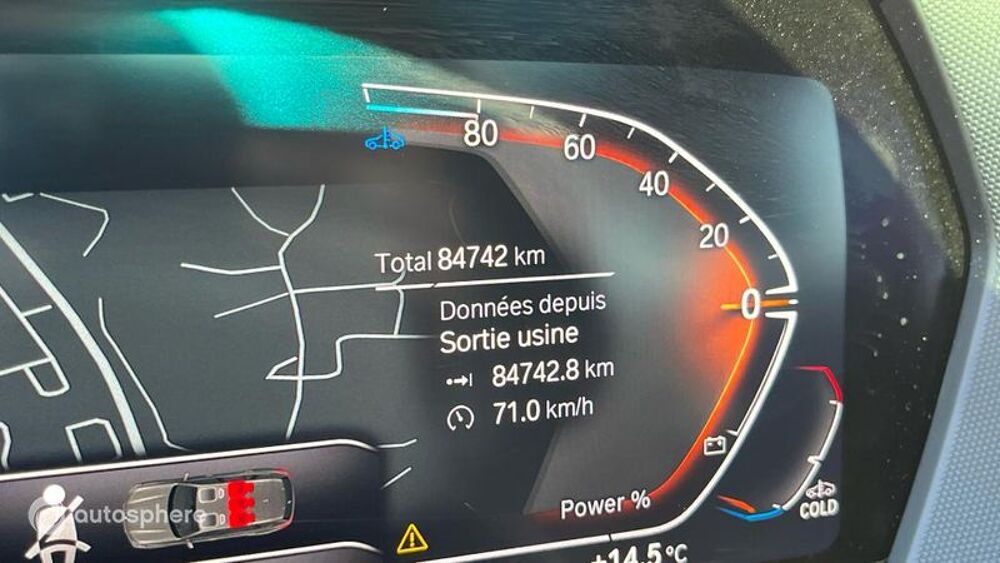 80
60
40
20
0
Total 84742 km
Données depuis
Sortie usine
84742.8 km
71.0 km/h
Power %
COLD
autosphere
+14.5°C